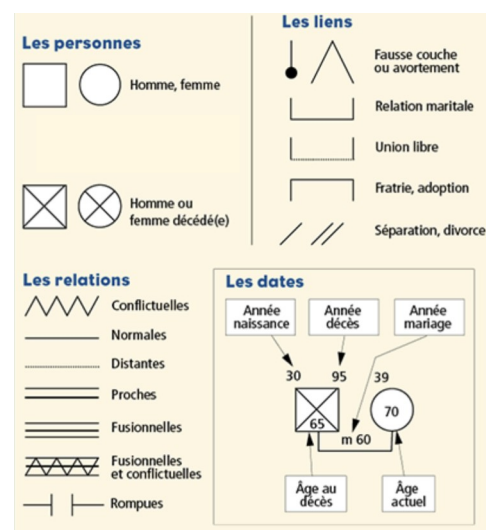 Les personnes
Homme, femme
Homme ou
femme décédé(e)
Les liens
Fausse couche
ou avortement
Relation maritale
Union libre
Fratrie, adoption
Séparation, divorce
Les relations
Conflictuelles
Normales
Distantes
Proches
Fusionnelles
Fusionnelles
et conflictuelles
Rompues
Les dates
Année
naissance
Année
décès
Année
mariage
30
95
39
65
70
m 60
Âge au
décès
Âge
actuel